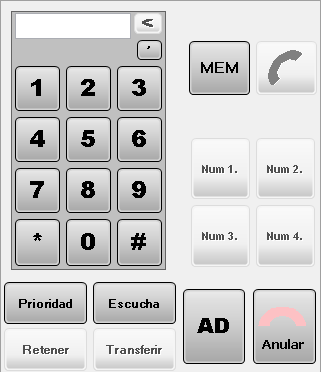 <
,
1 2 3
4 5 6
7 8 9
* 0 #
MEM
Num 1. Num 2.
Num 3. Num 4.
Prioridad Escucha
Retener Transferir
AD
Anular